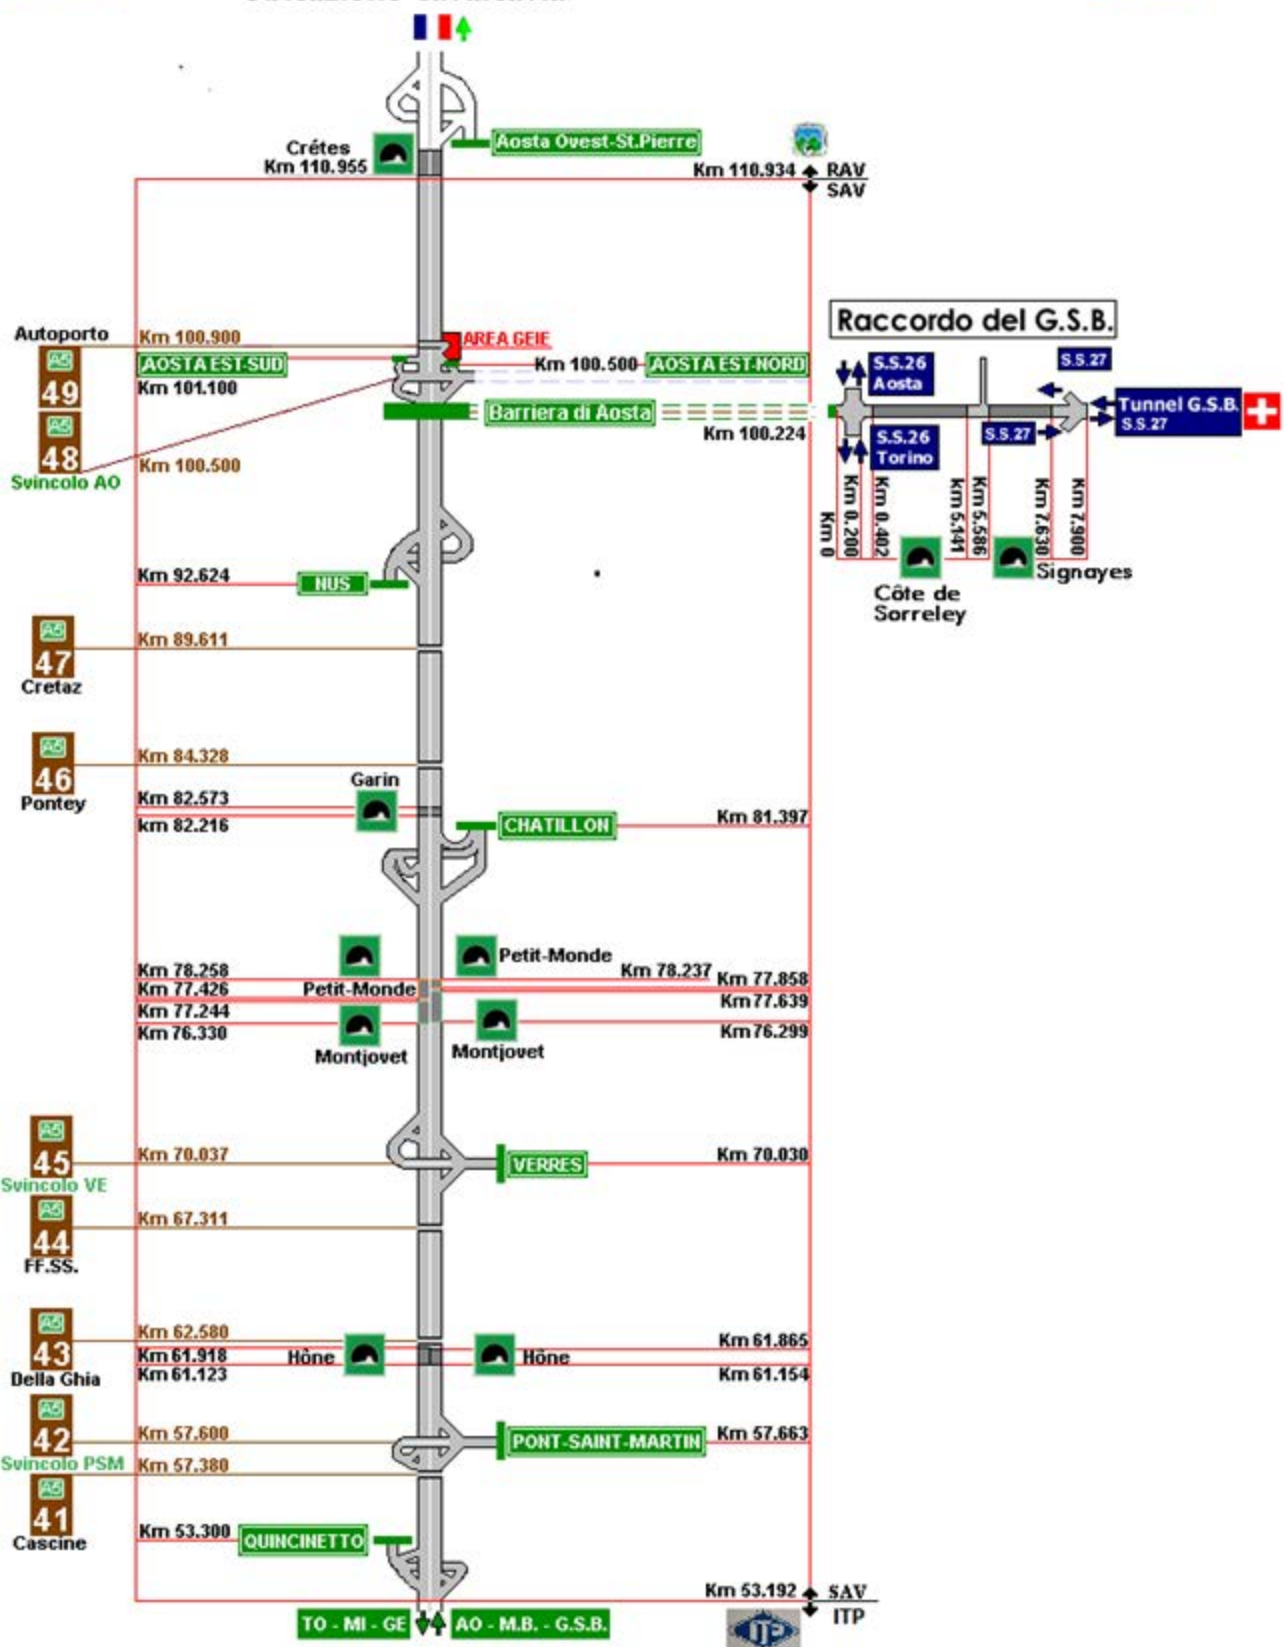 Crétes
Km 110.955
Aosta Ovest-St.Pierre
Km 110.934
RAV
SAV
Autoporto
Km 100.900
AREA GEIE
A5
49
AOSTA EST-SUD
Km 100.500
AOSTA EST-NORD
Km 101.100
Barriera di Aosta
Km 100.224
A5
48
Svincolo AO
Km 100.500
Raccordo del G.S.B.
S.S.26
Aosta
S.S.27
Tunnel G.S.B.
S.S.27
S.S.26
Torino
S.S.27
Km 0
Km 0.200
Km 0.402
km 5.141
Km 5.586
Km 7.630
Km 7.900
Côte de
Sorreley
Signayes
Km 92.624
NUS
A5
47
Cretaz
Km 89.611
A5
46
Pontey
Km 84.328
Garin
Km 82.573
km 82.216
CHATILLON
Km 81.397
Petit-Monde
Km 78.258
Km 78.237
Km 77.858
Km 77.426
Petit-Monde
Km 77.639
Km 77.244
Km 76.330
Km 76.299
Montjovet
Montjovet
A5
45
Svincolo VE
Km 70.037
VERRES
Km 70.030
A5
44
FF.SS.
Km 67.311
A5
43
Della Ghia
Km 62.580
Km 61.918
Km 61.123
Hône
Hône
Km 61.865
Km 61.154
A5
42
Svincolo PSM
Km 57.600
PONT-SAINT-MARTIN
Km 57.663
Km 57.380
A5
41
Cascine
Km 53.300
QUINCINETTO
Km 53.192
SAV
ITP
TO - MI - GE
AO - M.B. - G.S.B.
ITP